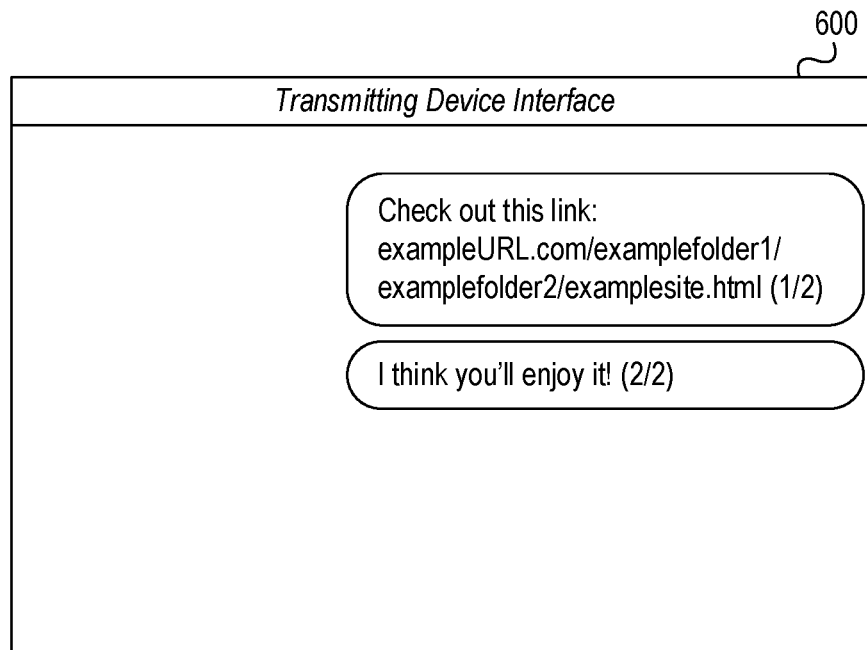 600
Transmitting Device Interface
Check out this link:
exampleURL.com/examplefolder1/
examplefolder2/examplesite.html (1/2)
I think you'll enjoy it! (2/2)